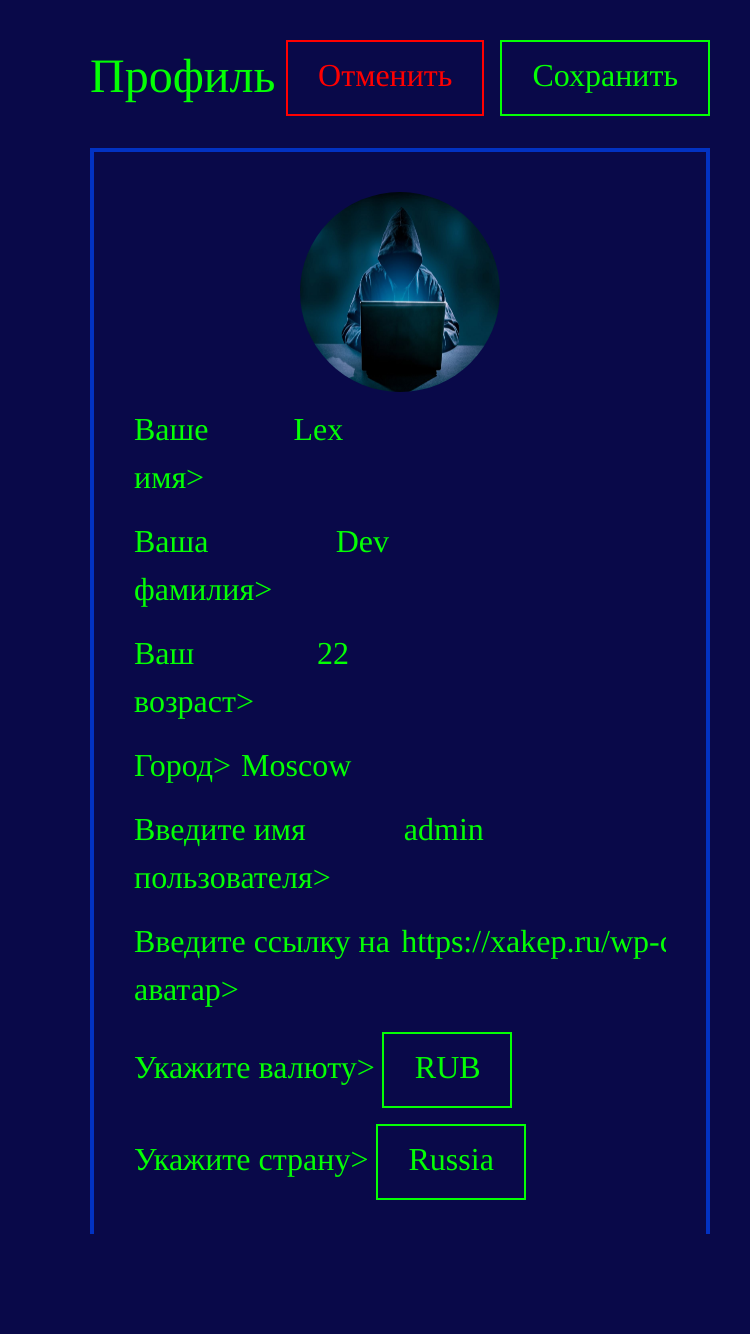 Профиль Отменить Сохранить
Ваше Lex
имя>
Ваша Dev
фамилия>
Ваш 22
возраст>
Город> Moscow
Введите имя admin
пользователя>
Введите ссылку на https://xakep.ru/wp-c
аватар>
Укажите валюту> RUB
Укажите страну> Russia